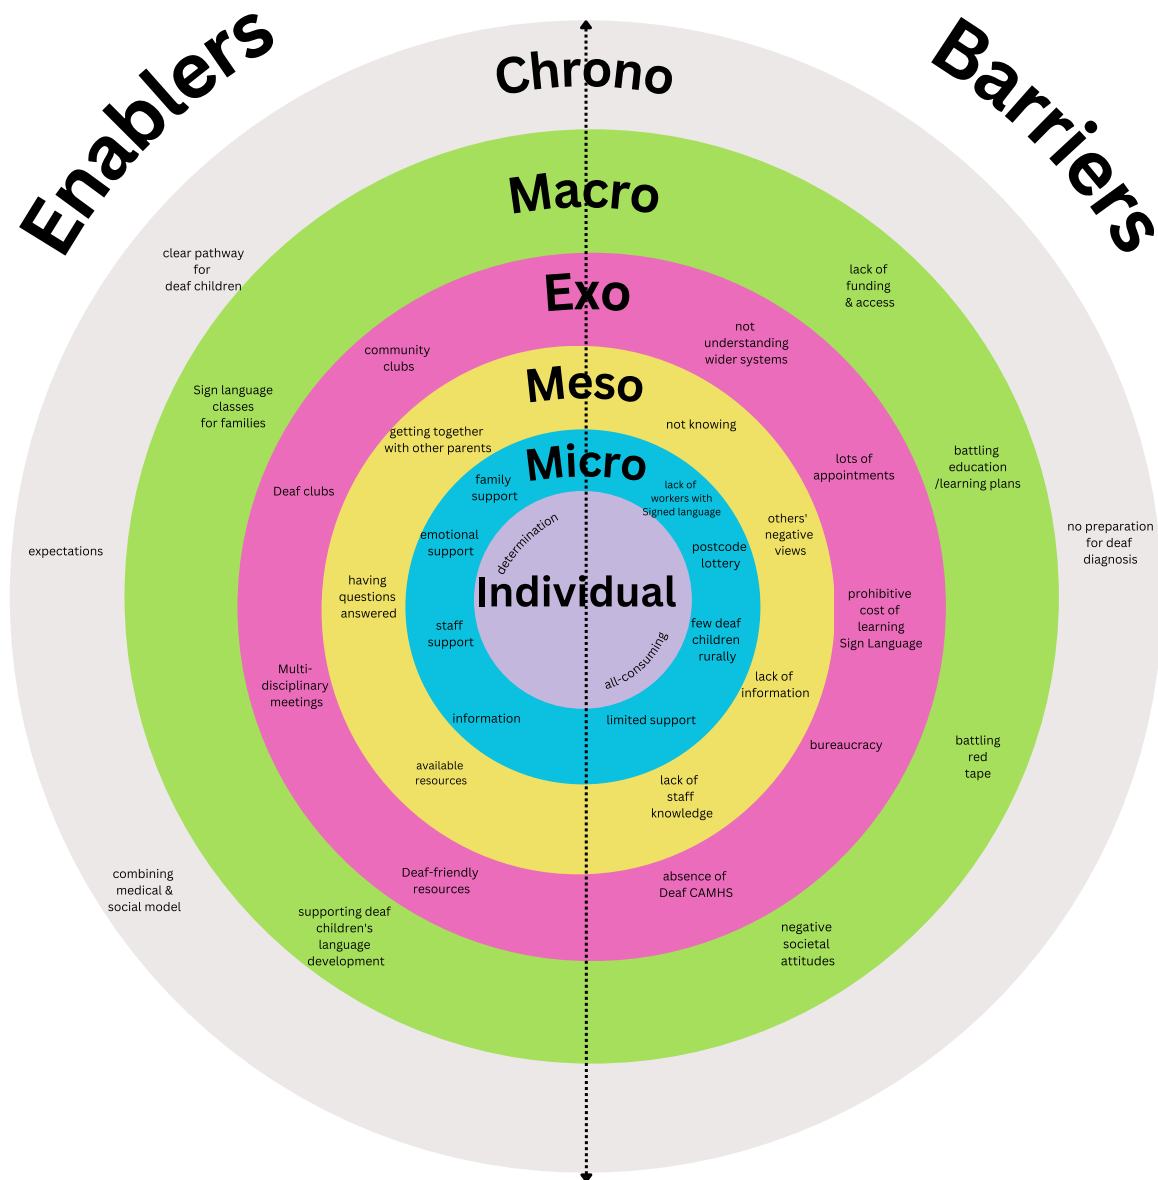 Enablers
Barriers
Chrono
Macro
Exo
Meso
Micro
Individual
clear pathway
for
deaf children
expectations
combining
medical &
social model
Sign language
classes
for families
supporting deaf
children's
language
development
community
clubs
Deaf clubs
Multi-
disciplinary
meetings
Deaf-friendly
resources
getting together
with other parents
having
questions
answered
available
resources
family
support
emotional
support
staff
support
information
determination
all-consuming
lack of
workers with
Signed language
postcode
lottery
few deaf
children
rurally
limited support
not knowing
others'
negative
views
lack of
information
lack of
staff
knowledge
not
understanding
wider systems
lots of
appointments
prohibitive
cost of
learning
Sign Language
bureaucracy
absence of
Deaf CAMHS
lack of
funding
& access
battling
education
/learning plans
battling
red
tape
negative
societal
attitudes
no preparation
for deaf
diagnosis